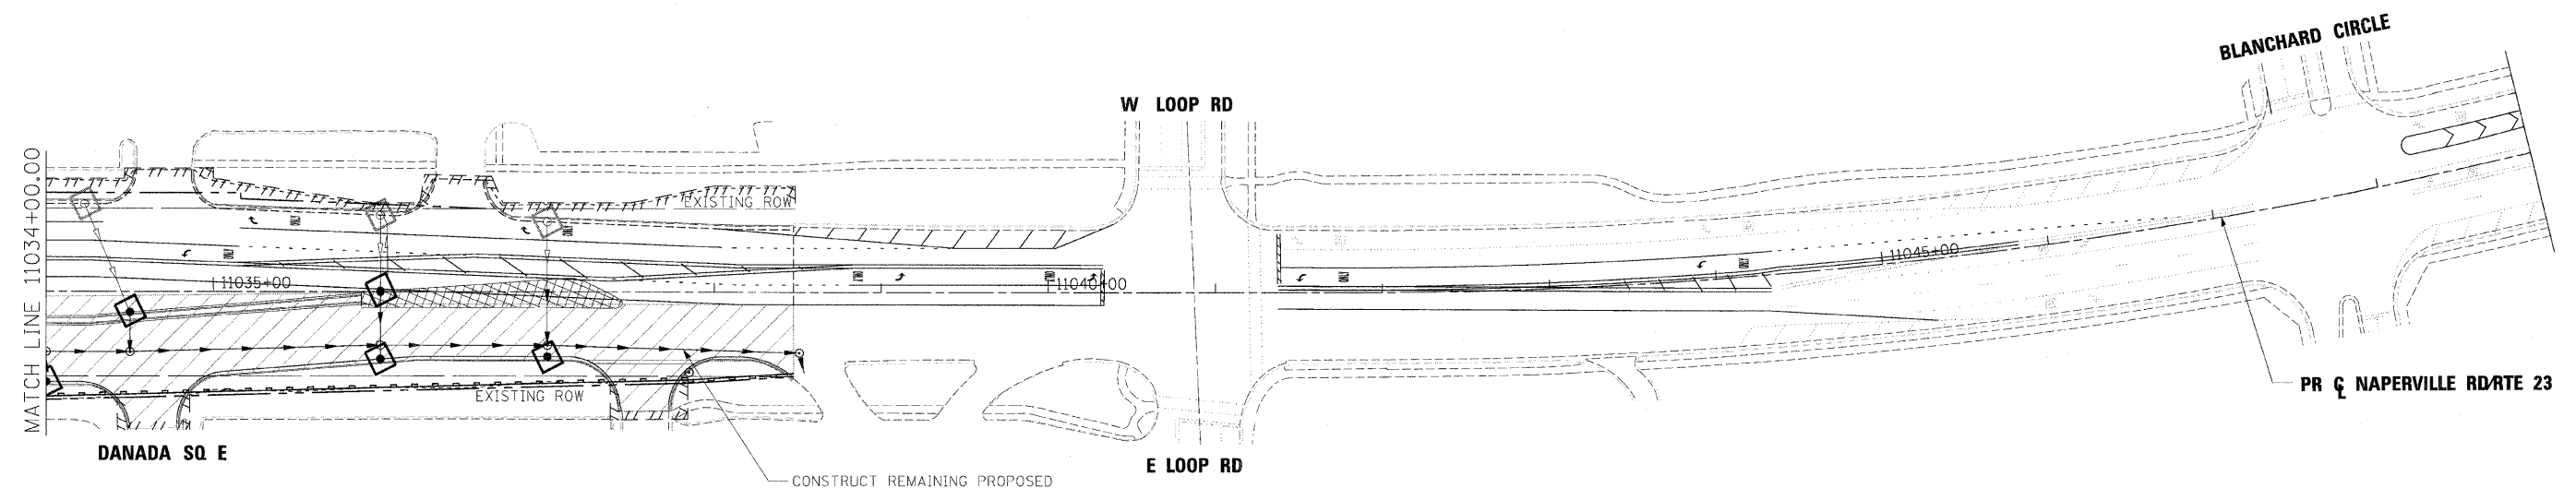 BLANCHARD CIRCLE
W LOOP RD
MATCH LINE 11034+00.00
EXISTING ROW
11035+00
11040+00
11045+00
EXISTING ROW
PR ℄ NAPERVILLE RD/RTE 23
DANADA SQ E
E LOOP RD
CONSTRUCT REMAINING PROPOSED